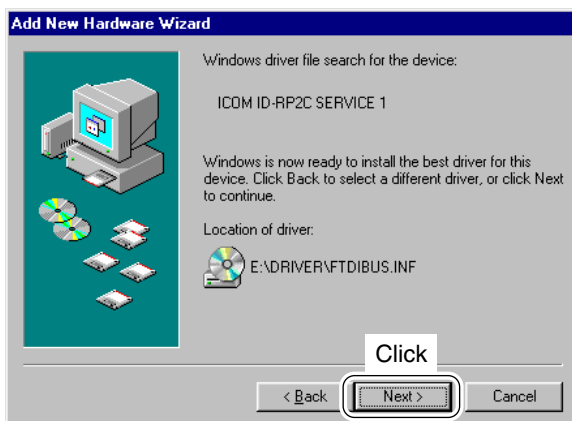 Add New Hardware Wizard
Windows driver file search for the device:
ICOM ID-RP2C SERVICE 1
Windows is now ready to install the best driver for this
device. Click Back to select a different driver, or click Next
to continue.
Location of driver:
E:\DRIVER\FTDIBUS.INF
Click
< Back
Next >
Cancel